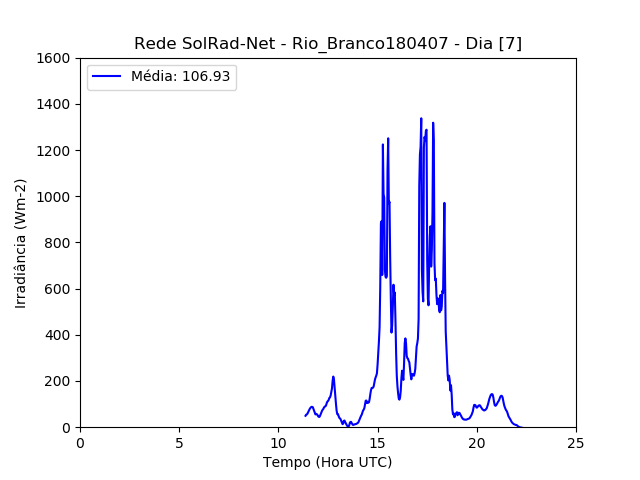 Rede SolRad-Net - Rio_Branco180407 - Dia [7]
Média: 106.93
Irradiância (Wm-2)
1600
1400
1200
1000
800
600
400
200
0
0 5 10 15 20 25
Tempo (Hora UTC)